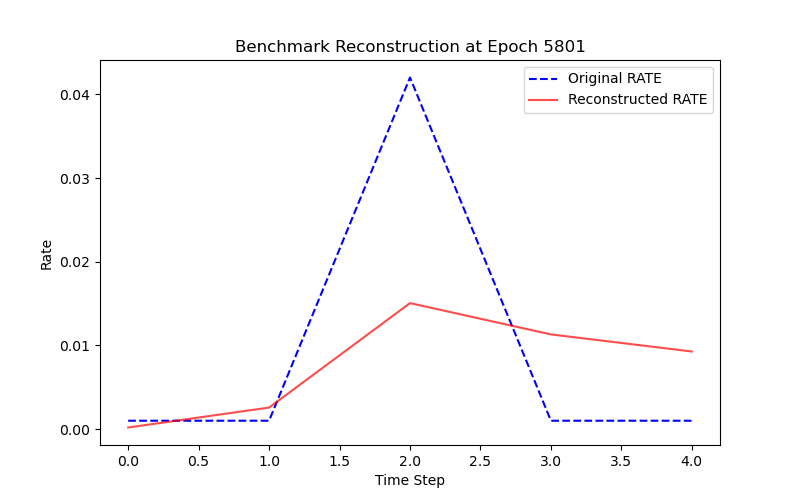 Benchmark Reconstruction at Epoch 5801
Original RATE
Reconstructed RATE
Rate
0.04
0.03
0.02
0.01
0.00
0.0 0.5 1.0 1.5 2.0 2.5 3.0 3.5 4.0
Time Step